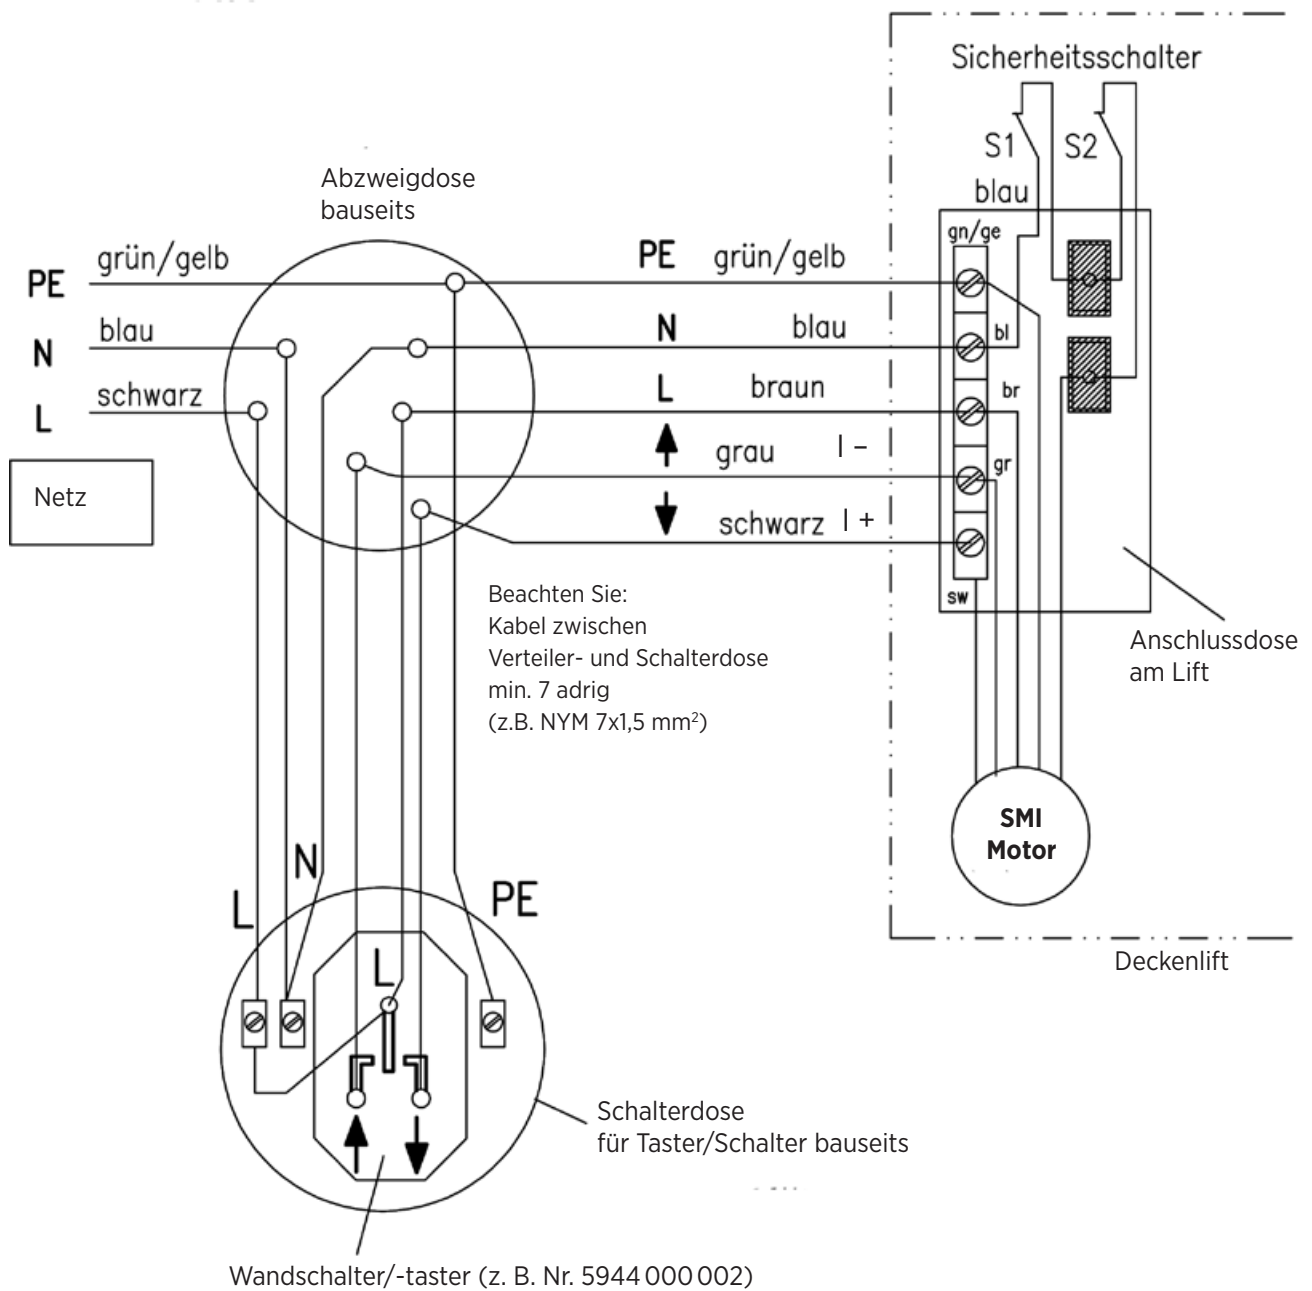 Sicherheitsschalter
S1 S2
blau
Abzweigdose
bauseits
gn/ge
PE grün/gelb PE grün/gelb
N blau N blau bl
L schwarz L braun br
grau I – gr
Netz
schwarz I +
sw
Beachten Sie:
Kabel zwischen
Verteiler- und Schalterdose
min. 7 adrig
(z.B. NYM 7x1,5 mm²)
Anschlussdose
am Lift
SMI
Motor
N
L PE
Deckenlift
L
Schalterdose
für Taster/Schalter bauseits
Wandschalter/-taster (z. B. Nr. 5944 000 002)